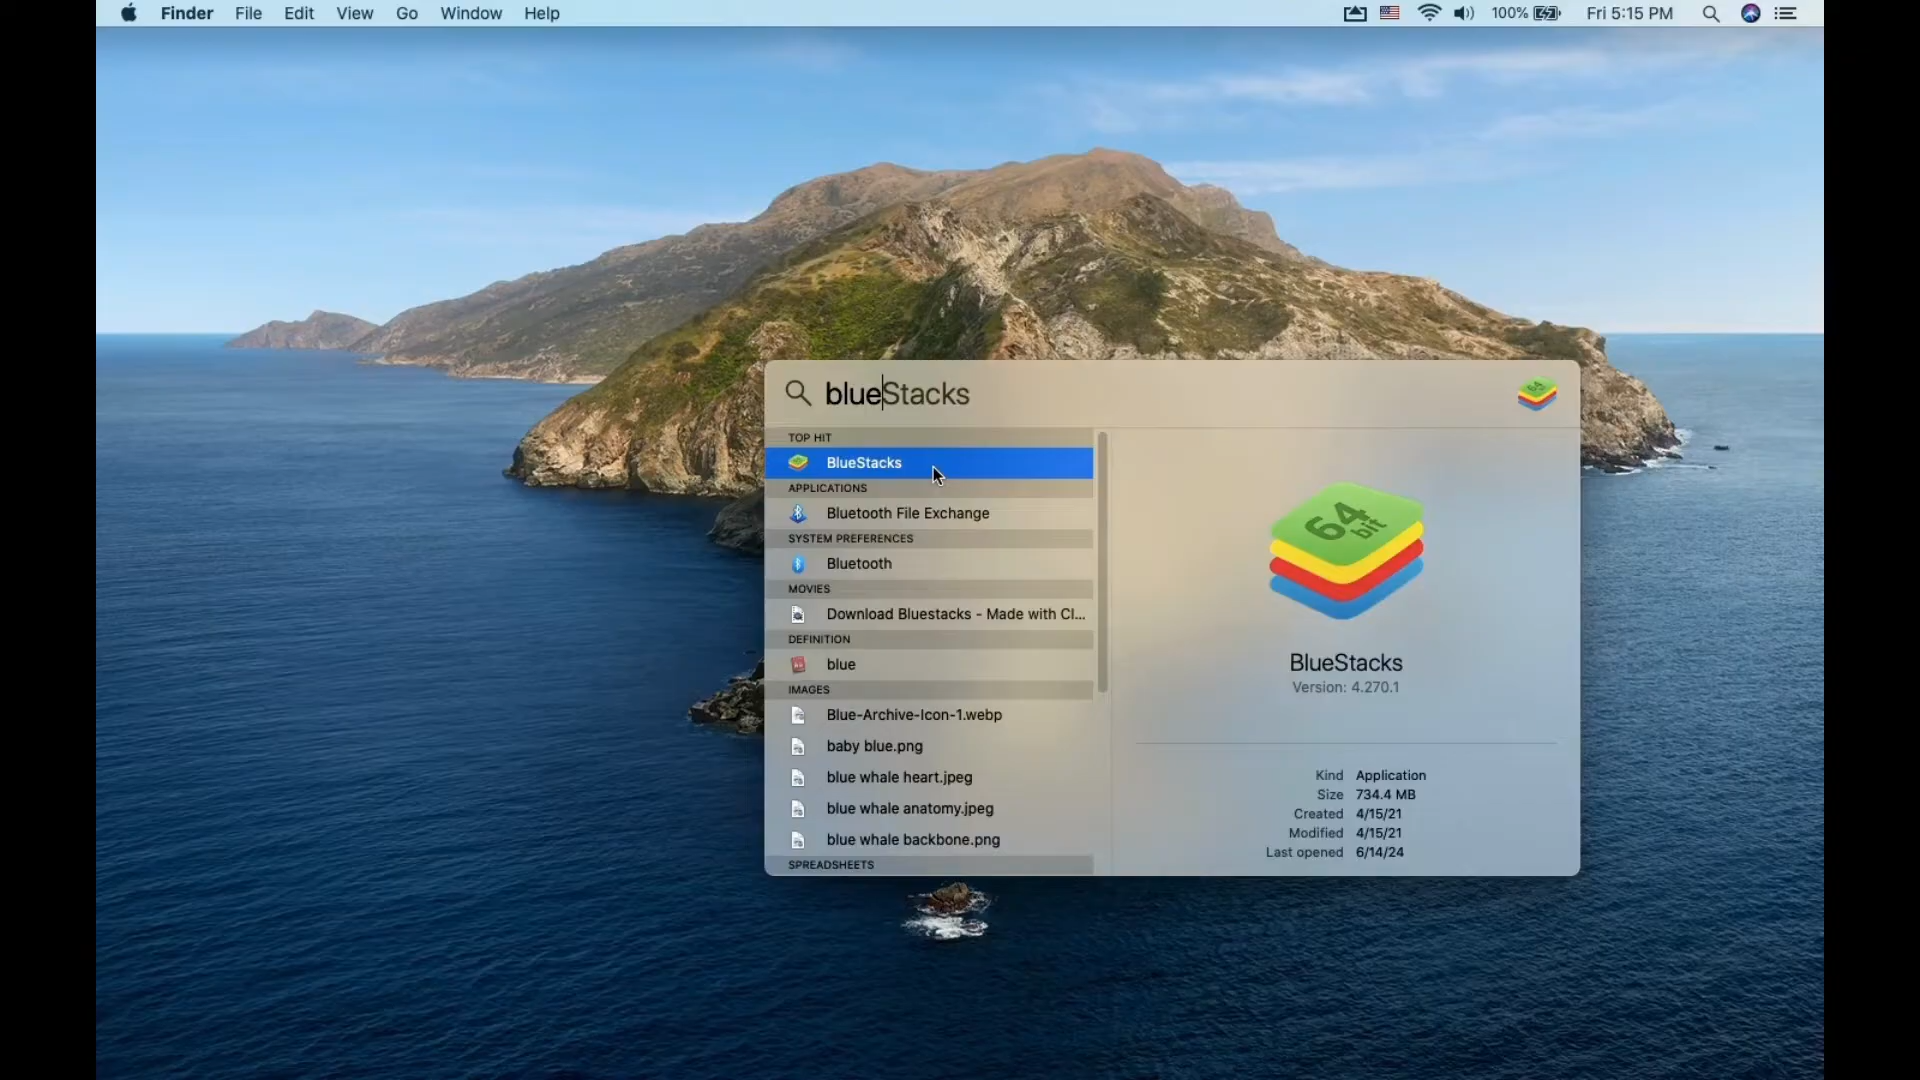 Finder File Edit View Go Window Help 100% Fri 5:15 PM
blueStacks
TOP HIT
BlueStacks
APPLICATIONS
Bluetooth File Exchange
SYSTEM PREFERENCES
Bluetooth
MOVIES
Download Bluestacks - Made with Cl...
DEFINITION
blue
IMAGES
Blue-Archive-Icon-1.webp
baby blue.png
blue whale heart.jpeg
blue whale anatomy.jpeg
blue whale backbone.png
SPREADSHEETS
64
bit
BlueStacks
Version: 4.270.1
Kind Application
Size 734.4 MB
Created 4/15/21
Modified 4/15/21
Last opened 6/14/24